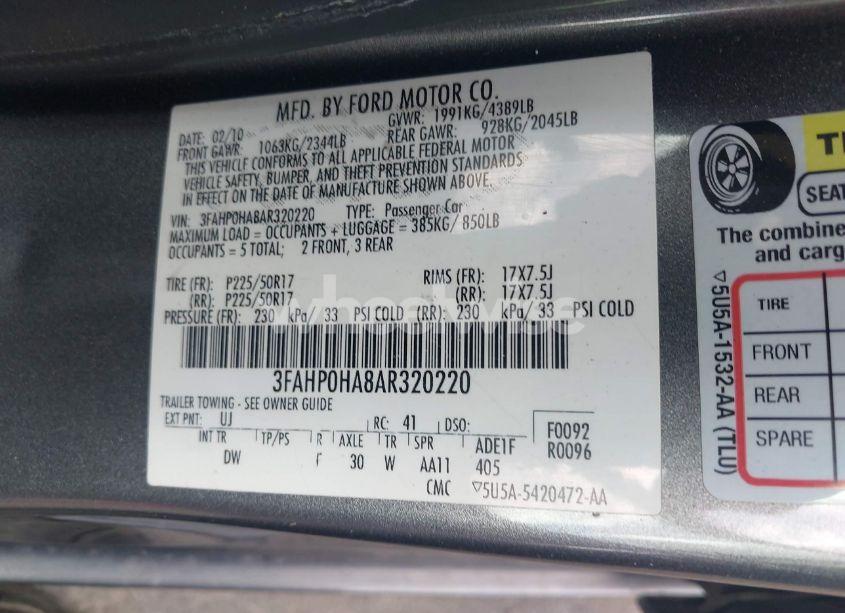 MFD. BY FORD MOTOR CO.
DATE: 02/10 GVWR: 1991KG/4389LB
FRONT GAWR: 1063KG/2344LB REAR GAWR: 928KG/2045LB
THIS VEHICLE CONFORMS TO ALL APPLICABLE FEDERAL MOTOR
VEHICLE SAFETY, BUMPER, AND THEFT PREVENTION STANDARDS
IN EFFECT ON THE DATE OF MANUFACTURE SHOWN ABOVE.
VIN: 3FAHP0HA8AR320220 TYPE: Passenger Car
MAXIMUM LOAD = OCCUPANTS + LUGGAGE = 385KG/850LB
OCCUPANTS = 5 TOTAL; 2 FRONT, 3 REAR
TIRE (FR): P225/50R17 RIMS (FR): 17X7.5J
(RR): P225/50R17 (RR): 17X7.5J
PRESSURE (FR): 230 kPa/ 33 PSI COLD (RR): 230 kPa/ 33 PSI COLD
3FAHP0HA8AR320220
TRAILER TOWING - SEE OWNER GUIDE
EXT PNT: UJ RC: 41 DSO: F0092
INT TR TP/PS R AXLE TR SPR ADE1F R0096
DW F 30 W AA11 405
CMC ▽5U5A-5420472-AA
wheelwise
SEAT
The combine
and carg
TIRE
FRONT
REAR
SPARE
▽5U5A-1532-AA (TLU)